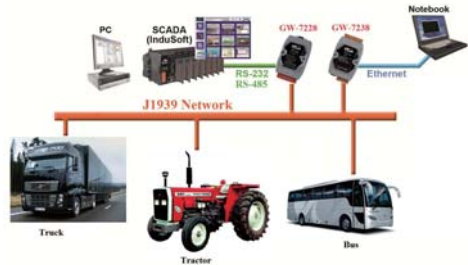 PC
SCADA
(InduSoft)
GW-7228
GW-7238
Notebook
RS-232
RS-485
Ethernet
J1939 Network
Truck
Tractor
Bus